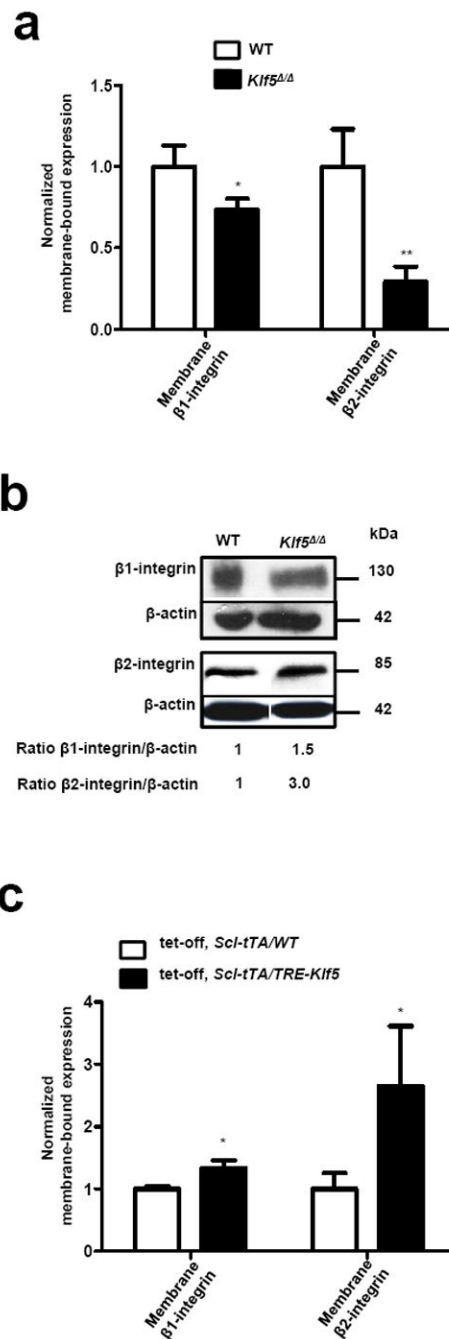 a
WT
Klf5Δ/Δ
Normalized
membrane-bound expression
1.5
1.0
0.5
0.0
*
**
Membrane
β1-integrin
Membrane
β2-integrin
b
WT Klf5Δ/Δ kDa
β1-integrin 130
β-actin 42
β2-integrin 85
β-actin 42
Ratio β1-integrin/β-actin 1 1.5
Ratio β2-integrin/β-actin 1 3.0
c
tet-off, Scl-tTA/WT
tet-off, Scl-tTA/TRE-Klf5
Normalized
membrane-bound expression
4
3
2
1
0
*
*
Membrane
β1-integrin
Membrane
β2-integrin